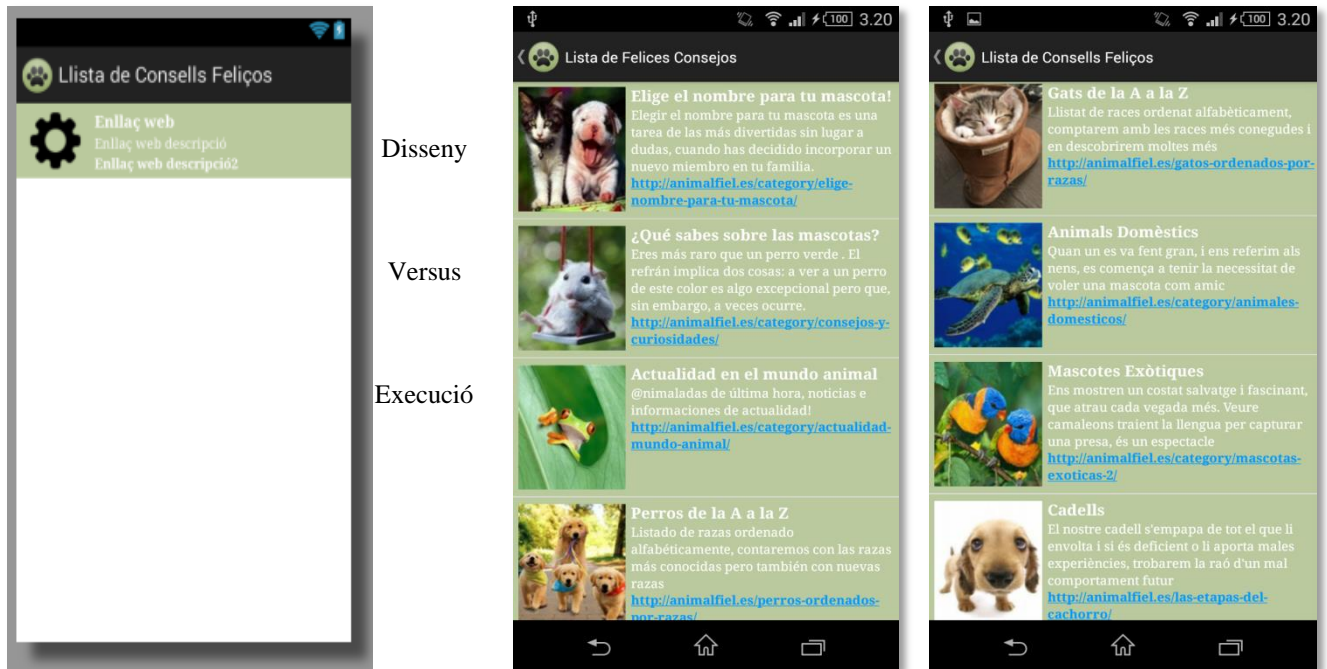 Llista de Consells Feliços
Enllaç web
Enllaç web descripció
Enllaç web descripció2
Disseny
Versus
Execució
100 3.20
Llista de Felices Consejos
Elige el nombre para tu mascota!
Elegir el nombre para tu mascota es una
tarea de las más divertidas sin lugar a
dudas, cuando has decidido incorporar un
nuevo miembro en tu familia.
http://animalfiel.es/category/elige-
nombre-para-tu-mascota/
¿Qué sabes sobre las mascotas?
Eres más raro que un perro verde . El
refrán implica dos cosas: a ver a un perro
de este color es algo excepcional pero que,
sin embargo, a veces ocurre.
http://animalfiel.es/category/consejos-y-
curiosidades/
Actualidad en el mundo animal
@nimaladas de última hora, noticias e
informaciones de actualidad!
http://animalfiel.es/category/actualidad-
mundo-animal/
Perros de la A a la Z
Listado de razas ordenado
alfabéticamente, contaremos con las razas
más conocidas pero también con nuevas
razas
http://animalfiel.es/perros-ordenados-
por-razas/
100 3.20
Llista de Consells Feliços
Gats de la A a la Z
Llistat de races ordenat alfabèticament,
comptarem amb les races més conegudes i
en descobrirem moltes més
http://animalfiel.es/gatos-ordenados-por-
razas/
Animals Domèstics
Quan un es va fent gran, i ens referim als
nens, es comença a tenir la necessitat de
voler una mascota com amic
http://animalfiel.es/category/animales-
domesticos/
Mascotes Exòtiques
Ens mostren un costat salvatge i fascinant,
que atrau cada vegada més. Veure
camaleons traient la llengua per capturar
una presa, és un espectacle
http://animalfiel.es/category/mascotas-
exoticas-2/
Cadells
El nostre cadell s'empapa de tot el que li
envolta i si és deficient o li aporta males
experiències, trobarem la raó d'un mal
comportament futur
http://animalfiel.es/las-etapas-del-
cachorro/